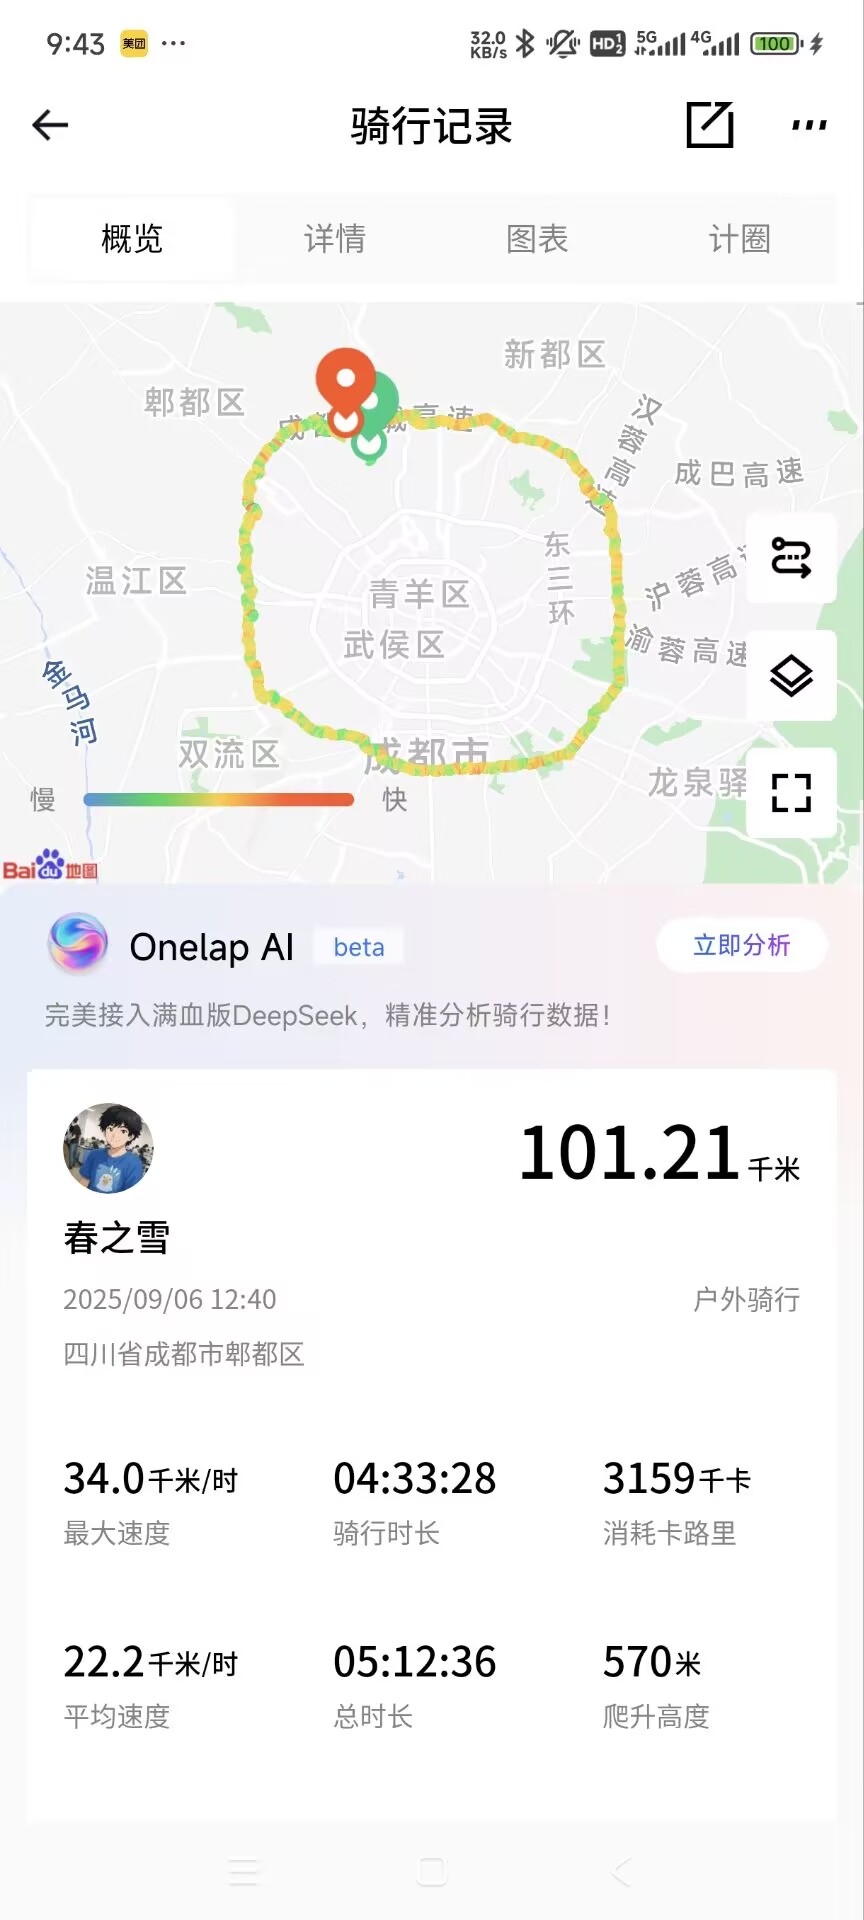 9:43 美团 ···
32.0 KB/s HD 1 2 5G 4G 100
骑行记录
概览 详情 图表 计圈
新都区
郫都区
汉蓉高速
成都 城高速
成巴高速
东三环
沪蓉高速
温江区
青羊区
武侯区
渝蓉高速
金马河
双流区
成都市
龙泉驿
慢 快
Bai du 地图
Onelap AI beta 立即分析
完美接入满血版DeepSeek，精准分析骑行数据！
101.21千米
春之雪
2025/09/06 12:40 户外骑行
四川省成都市郫都区
34.0千米/时 04:33:28 3159千卡
最大速度 骑行时长 消耗卡路里
22.2千米/时 05:12:36 570米
平均速度 总时长 爬升高度